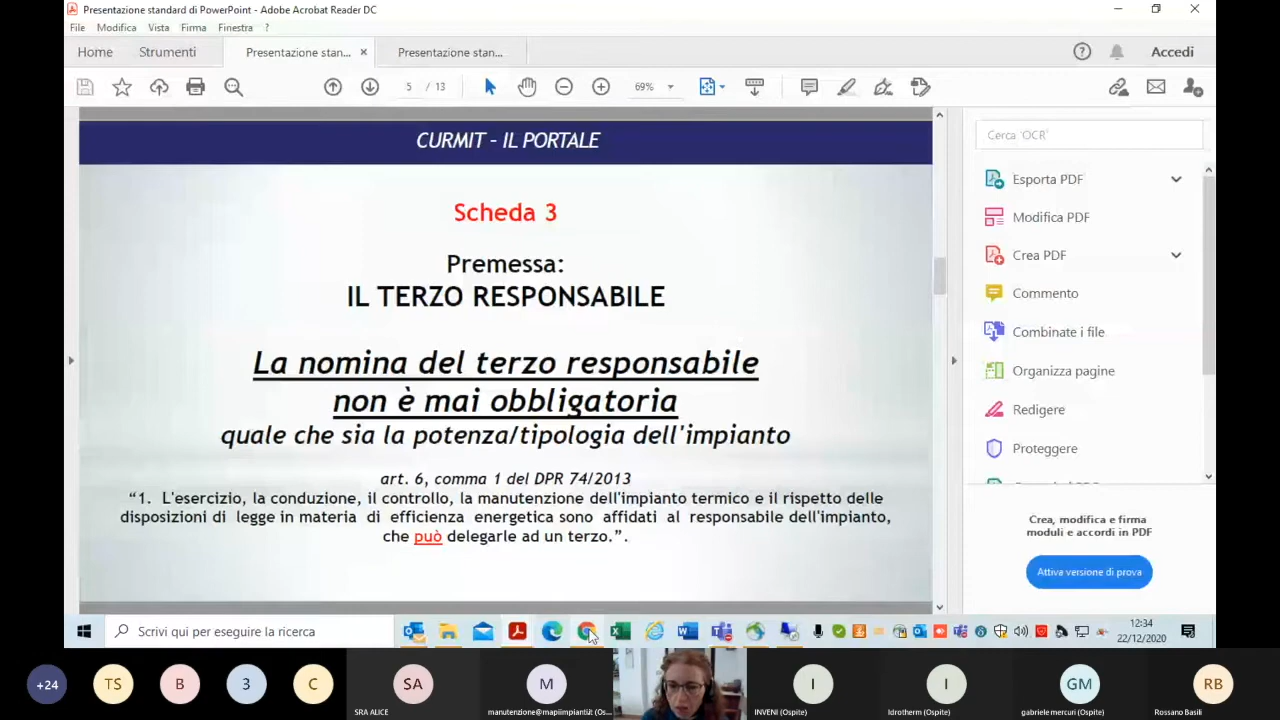 Presentazione standard di PowerPoint - Adobe Acrobat Reader DC
File Modifica Vista Firma Finestra ?
Home Strumenti Presentazione stan... × Presentazione stan... Accedi
5 / 13 69%
CURMIT – IL PORTALE
Scheda 3
Premessa:
IL TERZO RESPONSABILE
La nomina del terzo responsabile
non è mai obbligatoria
quale che sia la potenza/tipologia dell'impianto
art. 6, comma 1 del DPR 74/2013
“1. L'esercizio, la conduzione, il controllo, la manutenzione dell'impianto termico e il rispetto delle
disposizioni di legge in materia di efficienza energetica sono affidati al responsabile dell'impianto,
che può delegarle ad un terzo.”.
Cerca 'OCR'
Esporta PDF
Modifica PDF
Crea PDF
Commento
Combinate i file
Organizza pagine
Redigere
Proteggere
Crea, modifica e firma
moduli e accordi in PDF
Attiva versione di prova
Scrivi qui per eseguire la ricerca
12:34
22/12/2020
+24 TS B 3 C SA M I I GM RB
SRA ALICE manutenzione@mapiimpianti2t (Os... INVENI (Ospite) Idrotherm (Ospite) gabriele mercuri (Ospite) Rossano Basili